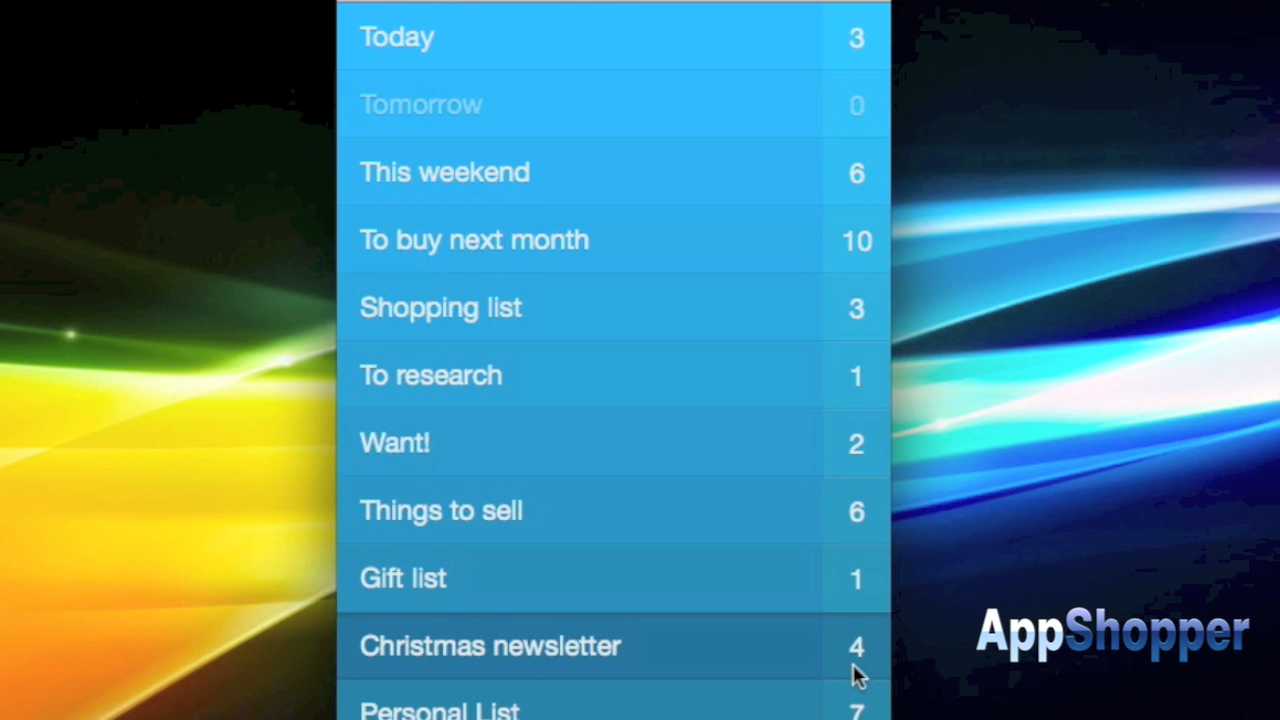 Today 3
Tomorrow 0
This weekend 6
To buy next month 10
Shopping list 3
To research 1
Want! 2
Things to sell 6
Gift list 1
Christmas newsletter 4
Personal List 7
AppShopper